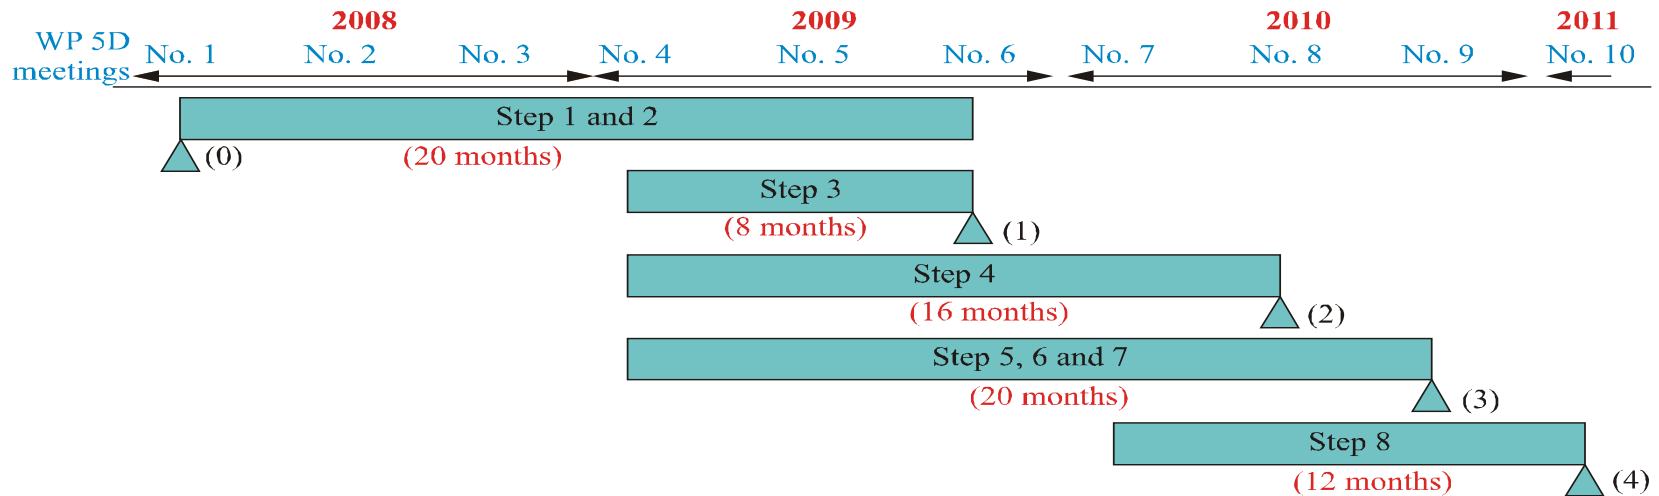 2008 2009 2010 2011
WP 5D
meetings
No. 1 No. 2 No. 3 No. 4 No. 5 No. 6 No. 7 No. 8 No. 9 No. 10
Step 1 and 2
(0) (20 months)
Step 3
(8 months) (1)
Step 4
(16 months) (2)
Step 5, 6 and 7
(20 months) (3)
Step 8
(12 months) (4)